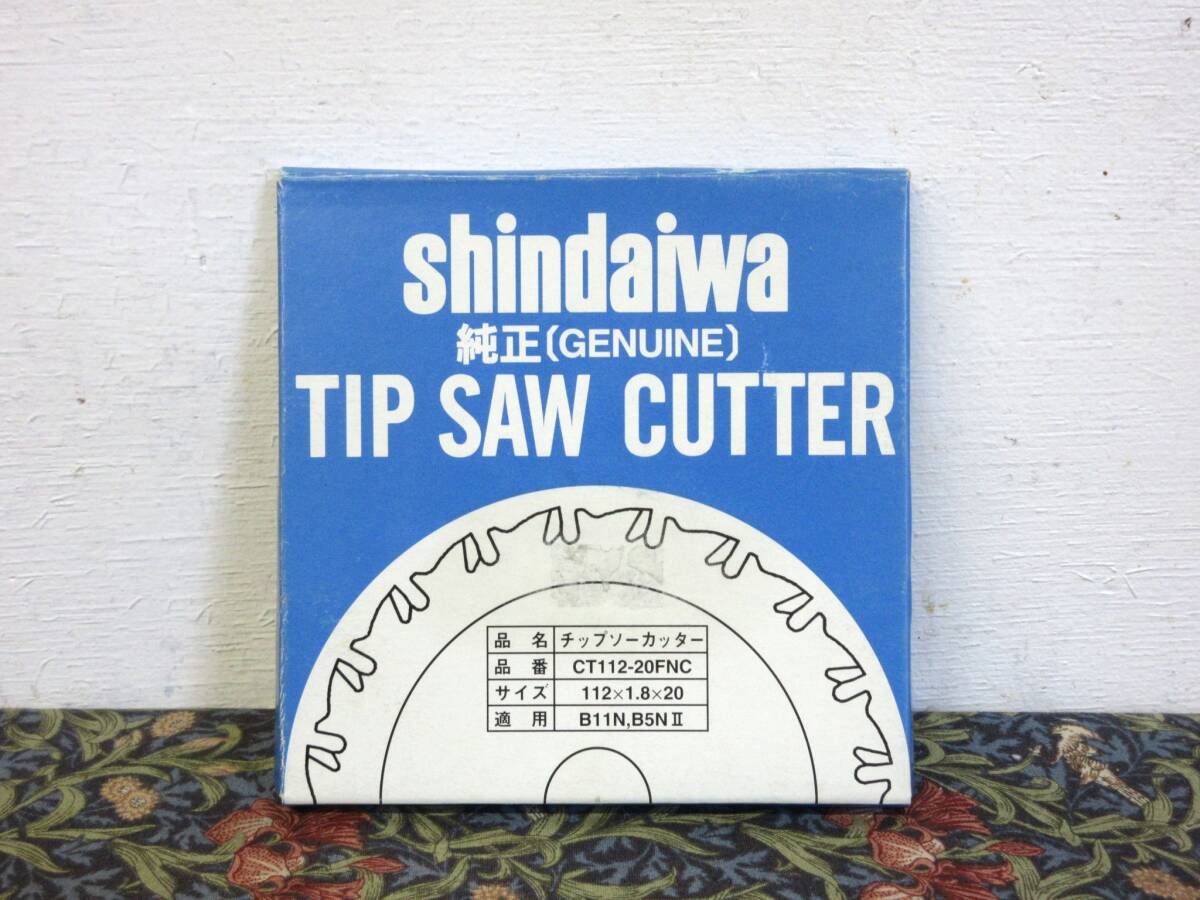 shindaiwa
純正〔GENUINE〕
TIP SAW CUTTER
品 名 チップソーカッター
品 番 CT112-20FNC
サイズ 112×1.8×20
適 用 B11N,B5NⅡ